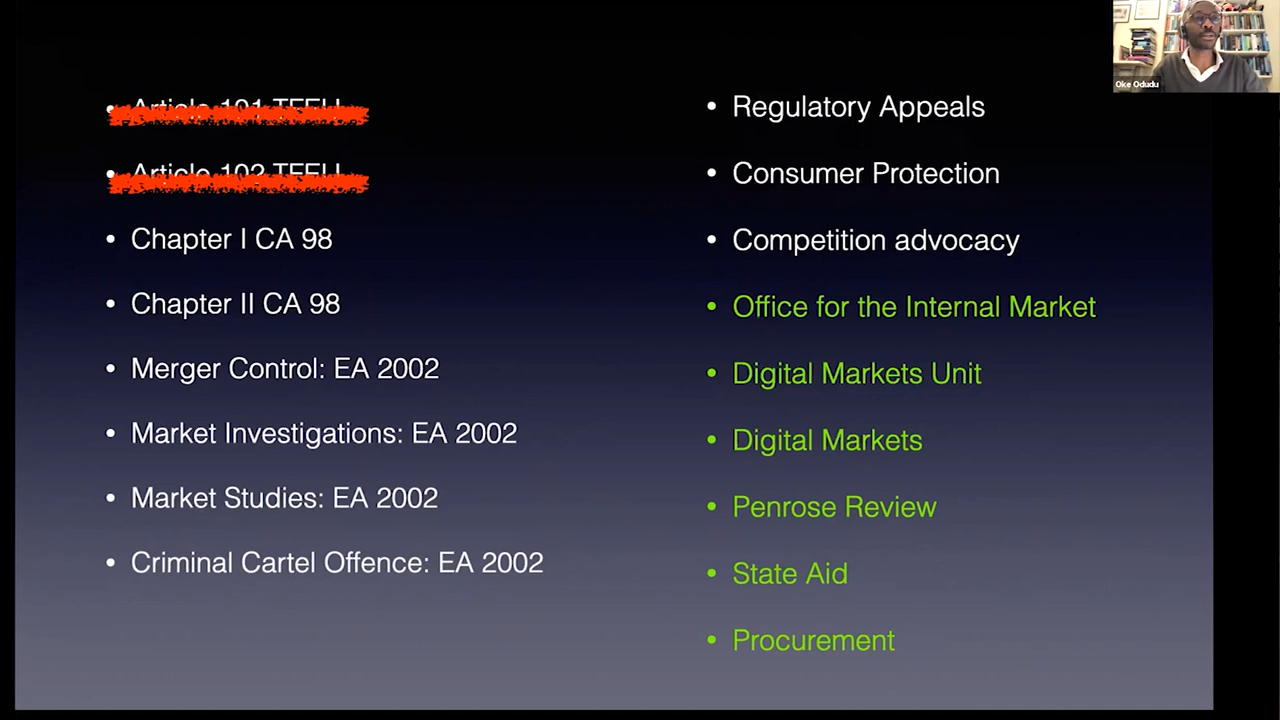 Article 101 TFEU
Article 102 TFEU
Chapter I CA 98
Chapter II CA 98
Merger Control: EA 2002
Market Investigations: EA 2002
Market Studies: EA 2002
Criminal Cartel Offence: EA 2002
Regulatory Appeals
Consumer Protection
Competition advocacy
Office for the Internal Market
Digital Markets Unit
Digital Markets
Penrose Review
State Aid
Procurement
Oke Odudu